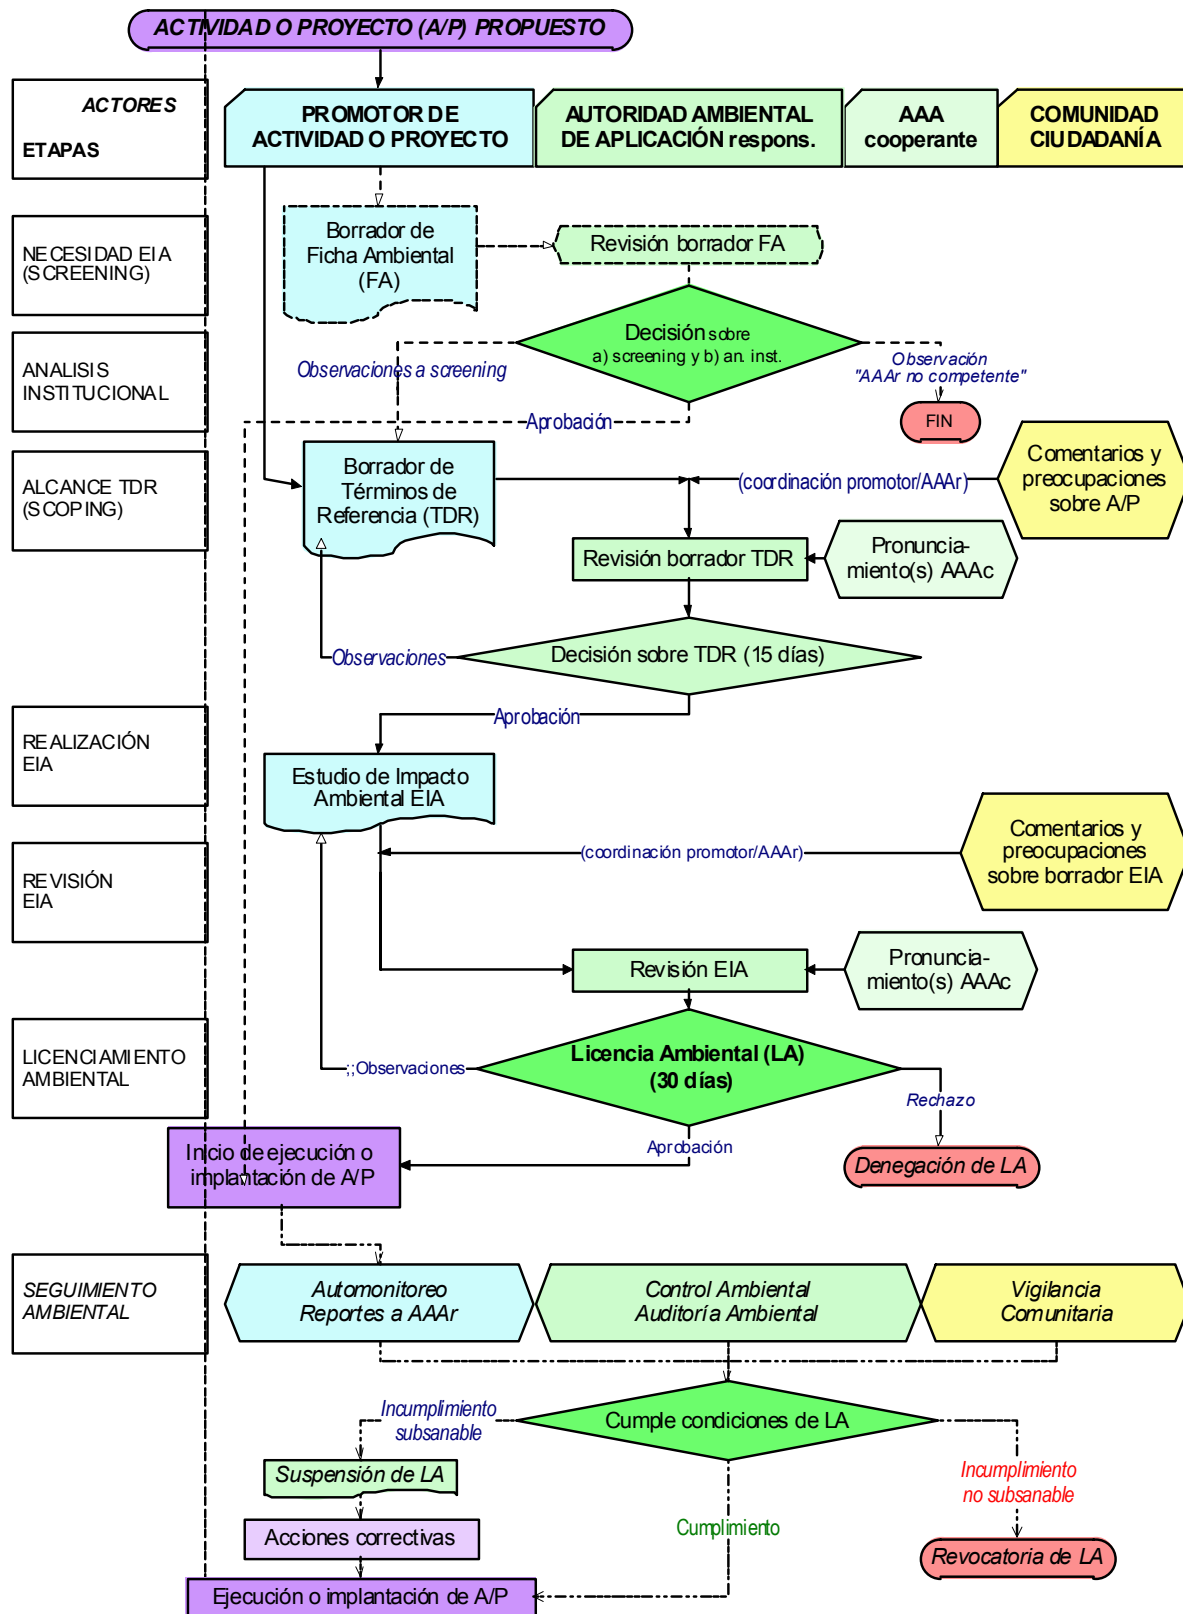 ACTIVIDAD O PROYECTO (A/P) PROPUESTO
ACTORES
ETAPAS
PROMOTOR DE
ACTIVIDAD O PROYECTO
AUTORIDAD AMBIENTAL
DE APLICACIÓN respons.
AAA
cooperante
COMUNIDAD
CIUDADANÍA
NECESIDAD EIA
(SCREENING)
Borrador de
Ficha Ambiental
(FA)
Revisión borrador FA
ANALISIS
INSTITUCIONAL
Decisión sobre
a) screening y b) an. inst.
Observaciones a screening
Observación
"AAAr no competente"
Aprobación
FIN
ALCANCE TDR
(SCOPING)
Borrador de
Términos de
Referencia (TDR)
(coordinación promotor/AAAr)
Comentarios y
preocupaciones
sobre A/P
Revisión borrador TDR
Pronuncia-
miento(s) AAAc
Decisión sobre TDR (15 días)
Observaciones
Aprobación
REALIZACIÓN
EIA
Estudio de Impacto
Ambiental EIA
(coordinación promotor/AAAr)
Comentarios y
preocupaciones
sobre borrador EIA
REVISIÓN
EIA
Revisión EIA
Pronuncia-
miento(s) AAAc
LICENCIAMIENTO
AMBIENTAL
Licencia Ambiental (LA)
(30 días)
;;Observaciones
Rechazo
Aprobación
Inicio de ejecución o
implantación de A/P
Denegación de LA
SEGUIMIENTO
AMBIENTAL
Automonitoreo
Reportes a AAAr
Control Ambiental
Auditoría Ambiental
Vigilancia
Comunitaria
Cumple condiciones de LA
Incumplimiento
subsanable
Suspensión de LA
Incumplimiento
no subsanable
Acciones correctivas
Cumplimiento
Revocatoria de LA
Ejecución o implantación de A/P